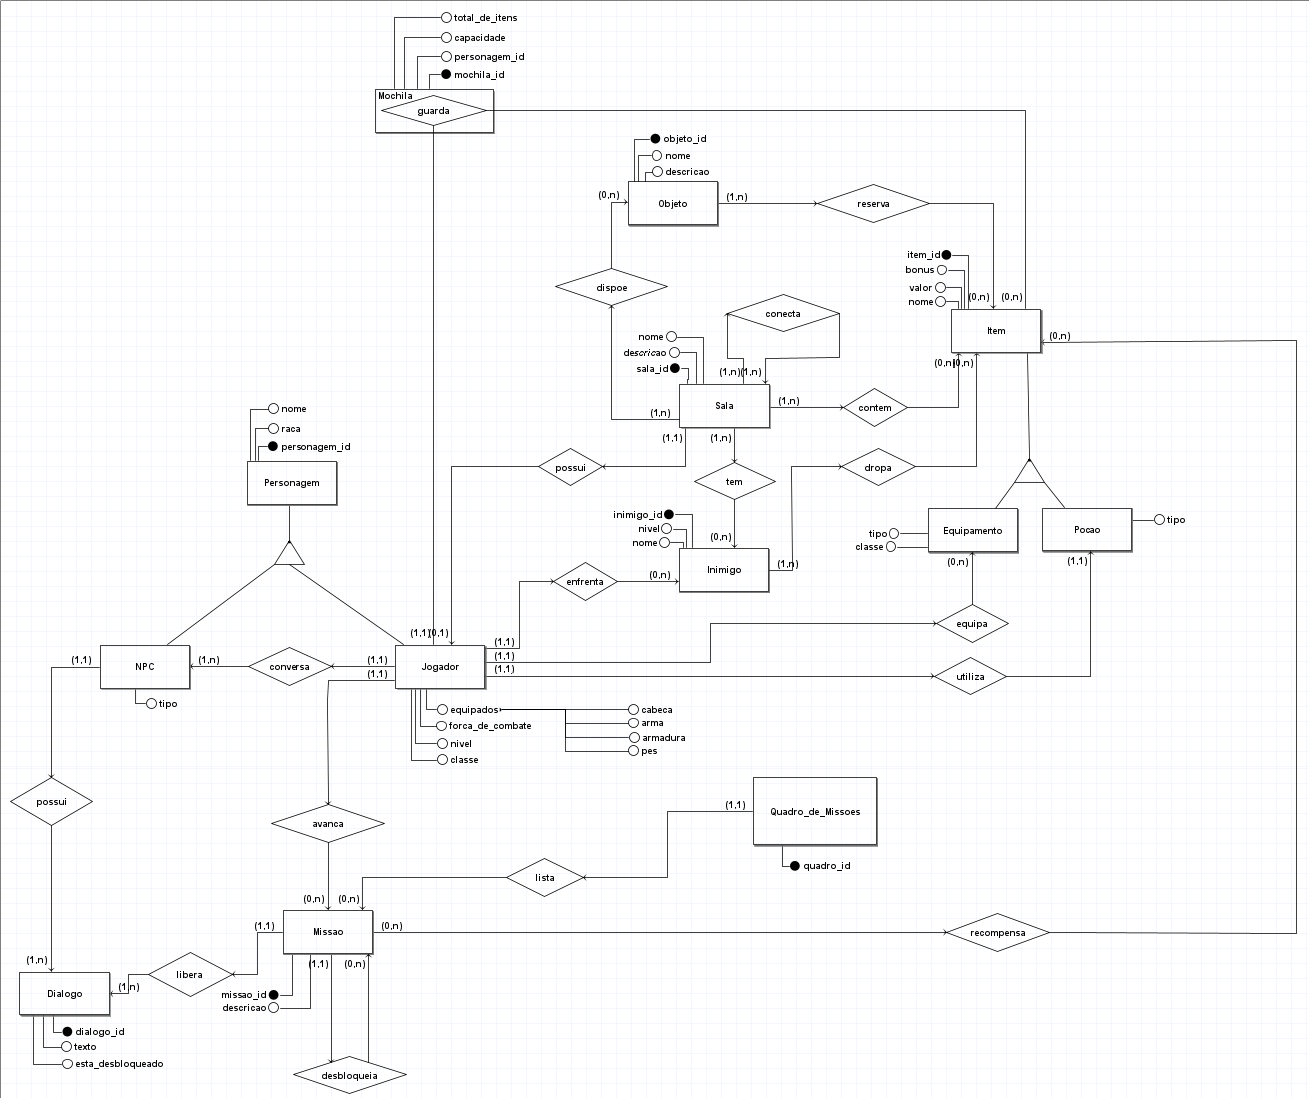 total_de_itens
capacidade
personagem_id
mochila_id
Mochila
guarda
objeto_id
nome
descricao
(0,n)
Objeto
(1,n)
reserva
item_id
bonus
valor
nome
(0,n)
(0,n)
Item
(0,n)
(0,n)
(0,n)
dispoe
conecta
nome
descricao
sala_id
(1,n)
(1,n)
Sala
(1,n)
(1,n)
contem
(1,1)
(1,n)
possui
tem
dropa
nome
raca
personagem_id
Personagem
inimigo_id
nivel
nome
(0,n)
Inimigo
(1,n)
enfrenta
(0,n)
tipo
classe
Equipamento
Pocao
tipo
(0,n)
(1,1)
equipa
utiliza
(1,1)
(0,1)
(1,1)
(1,1)
(1,1)
Jogador
(1,1)
(1,1)
conversa
(1,n)
NPC
(1,1)
tipo
equipados
forca_de_combate
nivel
classe
cabeca
arma
armadura
pes
possui
avanca
Quadro_de_Missoes
(1,1)
quadro_id
lista
(0,n)
(0,n)
Missao
(0,n)
recompensa
(1,1)
(1,1)
(0,n)
libera
(1,n)
(1,n)
Dialogo
missao_id
descricao
dialogo_id
texto
esta_desbloqueado
desbloqueia